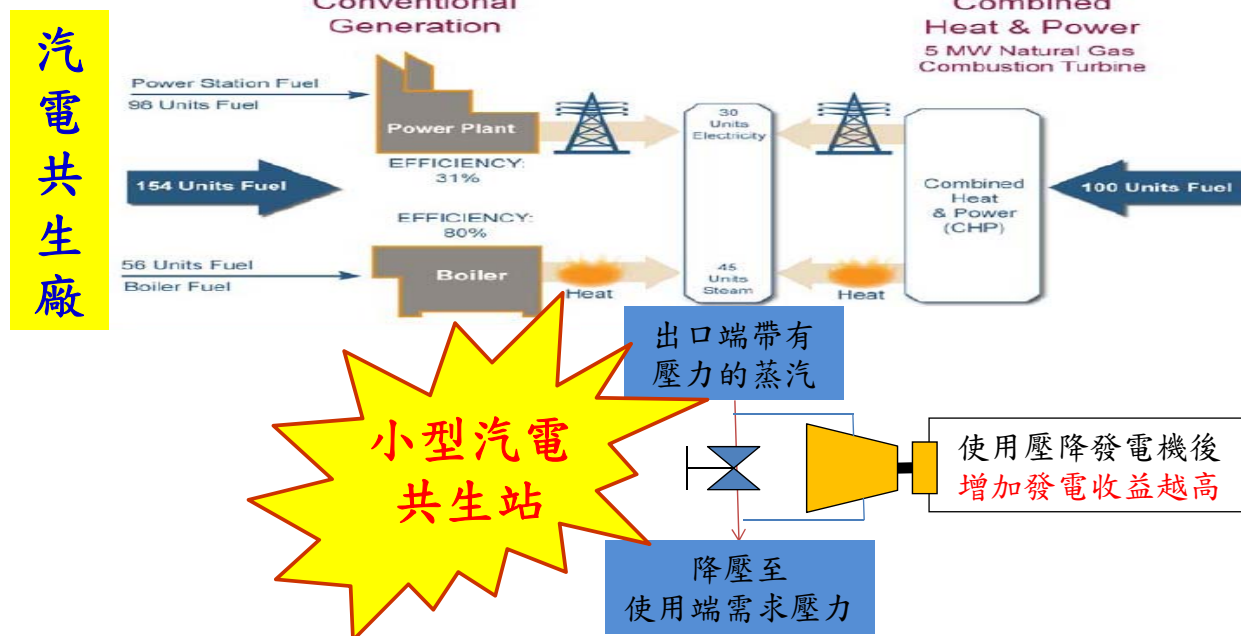 汽
電
共
生
廠
Conventional
Generation
Power Station Fuel
98 Units Fuel
Power Plant
EFFICIENCY:
31%
154 Units Fuel
EFFICIENCY:
80%
56 Units Fuel
Boiler Fuel
Boiler
Heat
30
Units
Electricity
45
Units
Steam
Combined
Heat & Power
5 MW Natural Gas
Combustion Turbine
Combined
Heat
& Power
(CHP)
100 Units Fuel
Heat
出口端帶有
壓力的蒸汽
小型汽電
共生站
使用壓降發電機後
增加發電收益越高
降壓至
使用端需求壓力